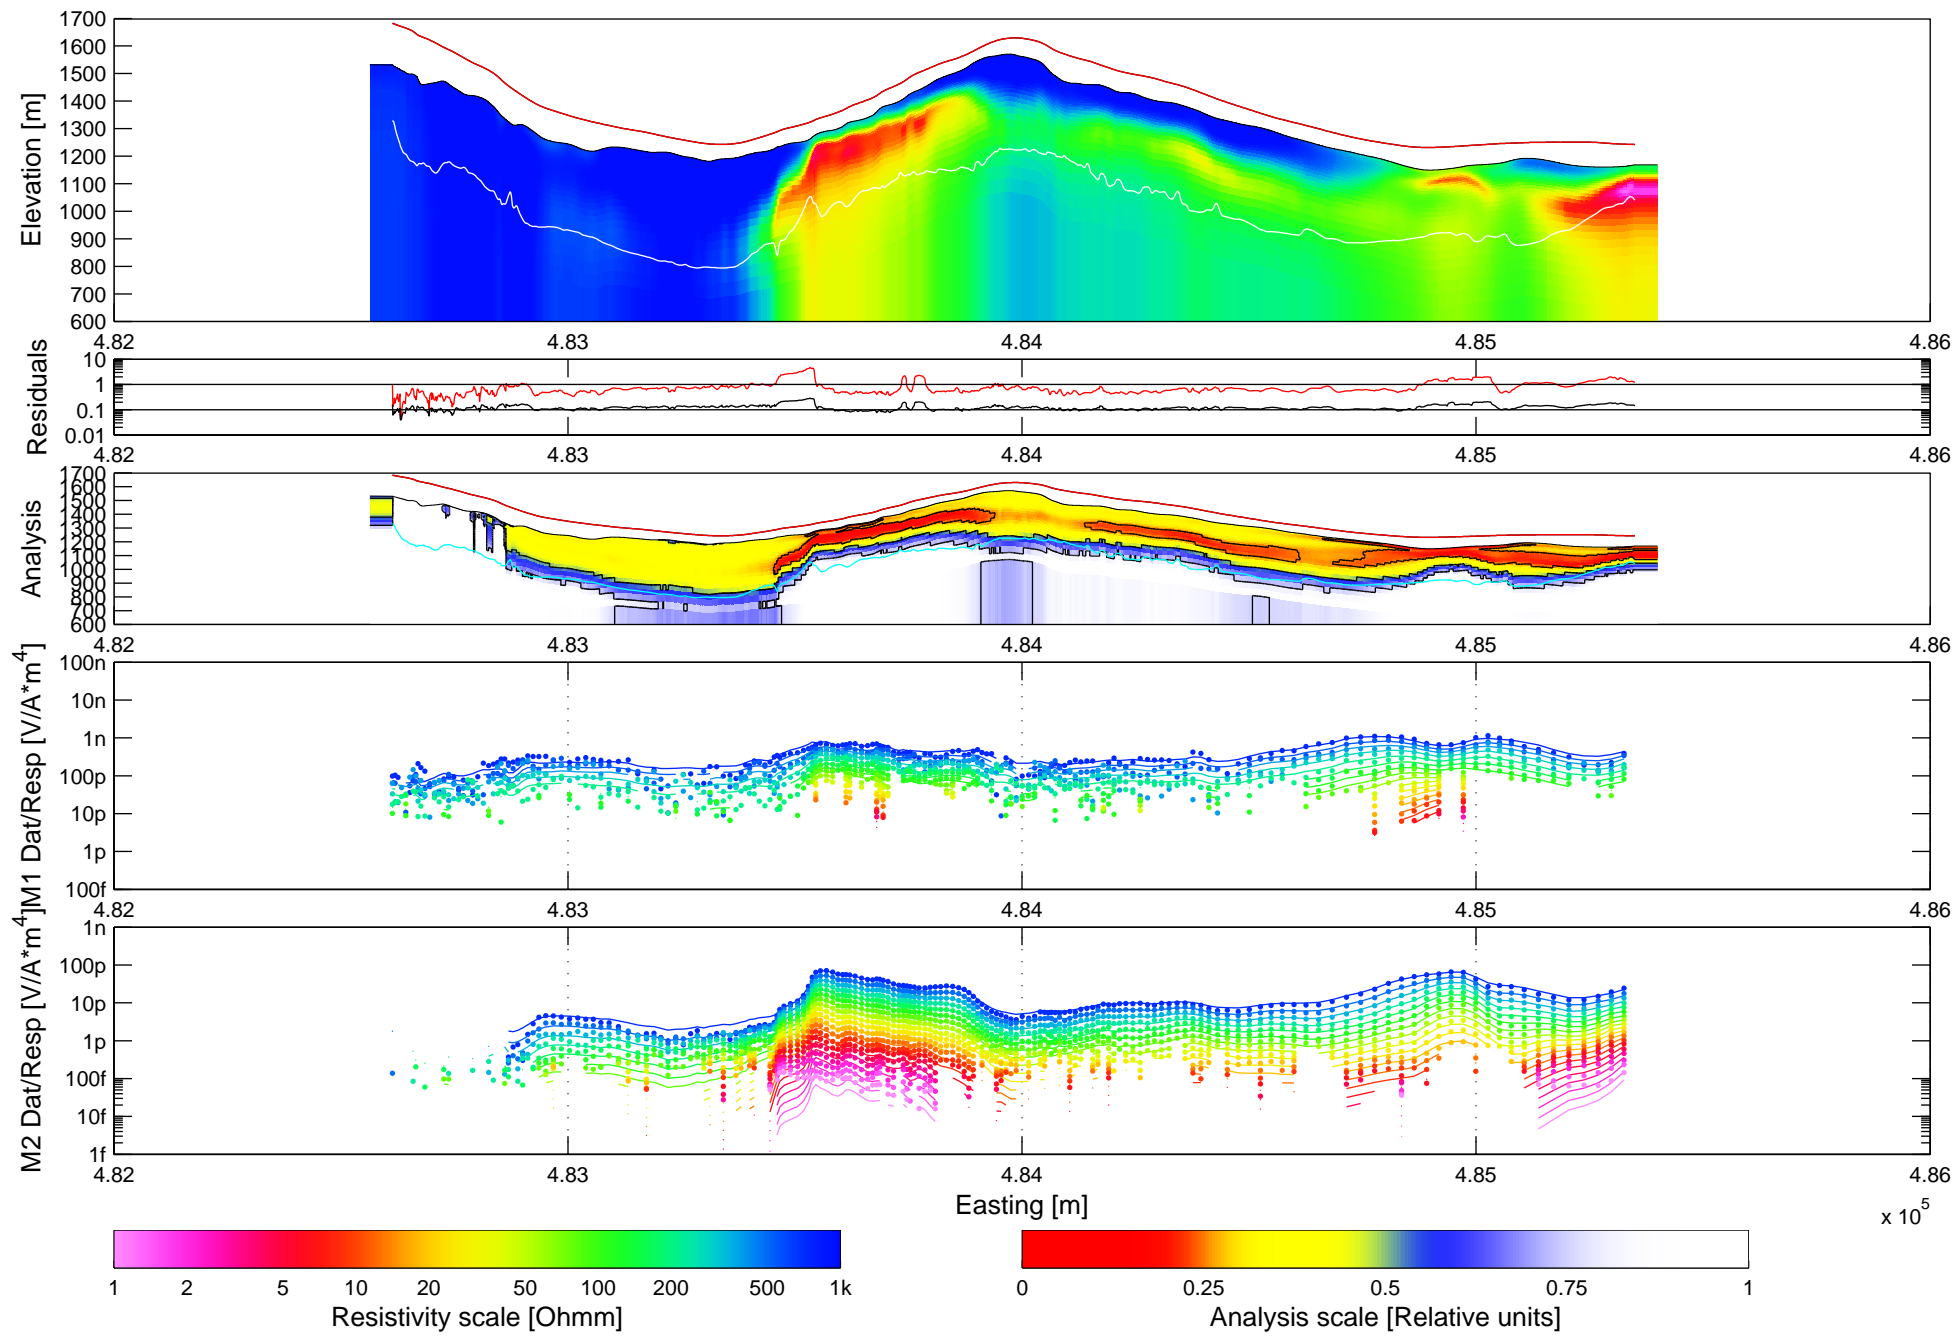 1700
1600
1500
1400
1300
1200
1100
1000
900
800
700
600
Elevation [m]
4.82 4.83 4.84 4.85 4.86
10
1
0.1
0.01
Residuals
4.82 4.83 4.84 4.85 4.86
1700
1600
1500
1400
1300
1200
1100
1000
900
800
700
600
Analysis
4.82 4.83 4.84 4.85 4.86
100n
10n
1n
100p
10p
1p
100f
M1 Dat/Resp [V/A*m⁴]
4.82 4.83 4.84 4.85 4.86
1n
100p
10p
1p
100f
10f
1f
M2 Dat/Resp [V/A*m⁴]
4.82 4.83 4.84 4.85 4.86
Easting [m]
x 10⁵
1 2 5 10 20 50 100 200 500 1k
Resistivity scale [Ohmm]
0 0.25 0.5 0.75 1
Analysis scale [Relative units]